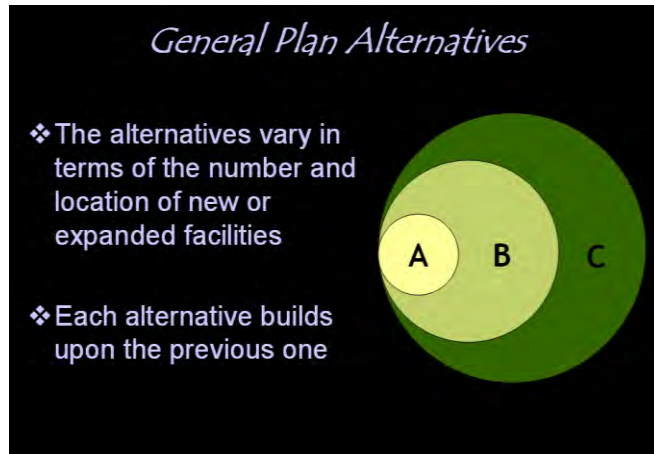 General Plan Alternatives
❖The alternatives vary in
terms of the number and
location of new or
expanded facilities
❖Each alternative builds
upon the previous one
A B C